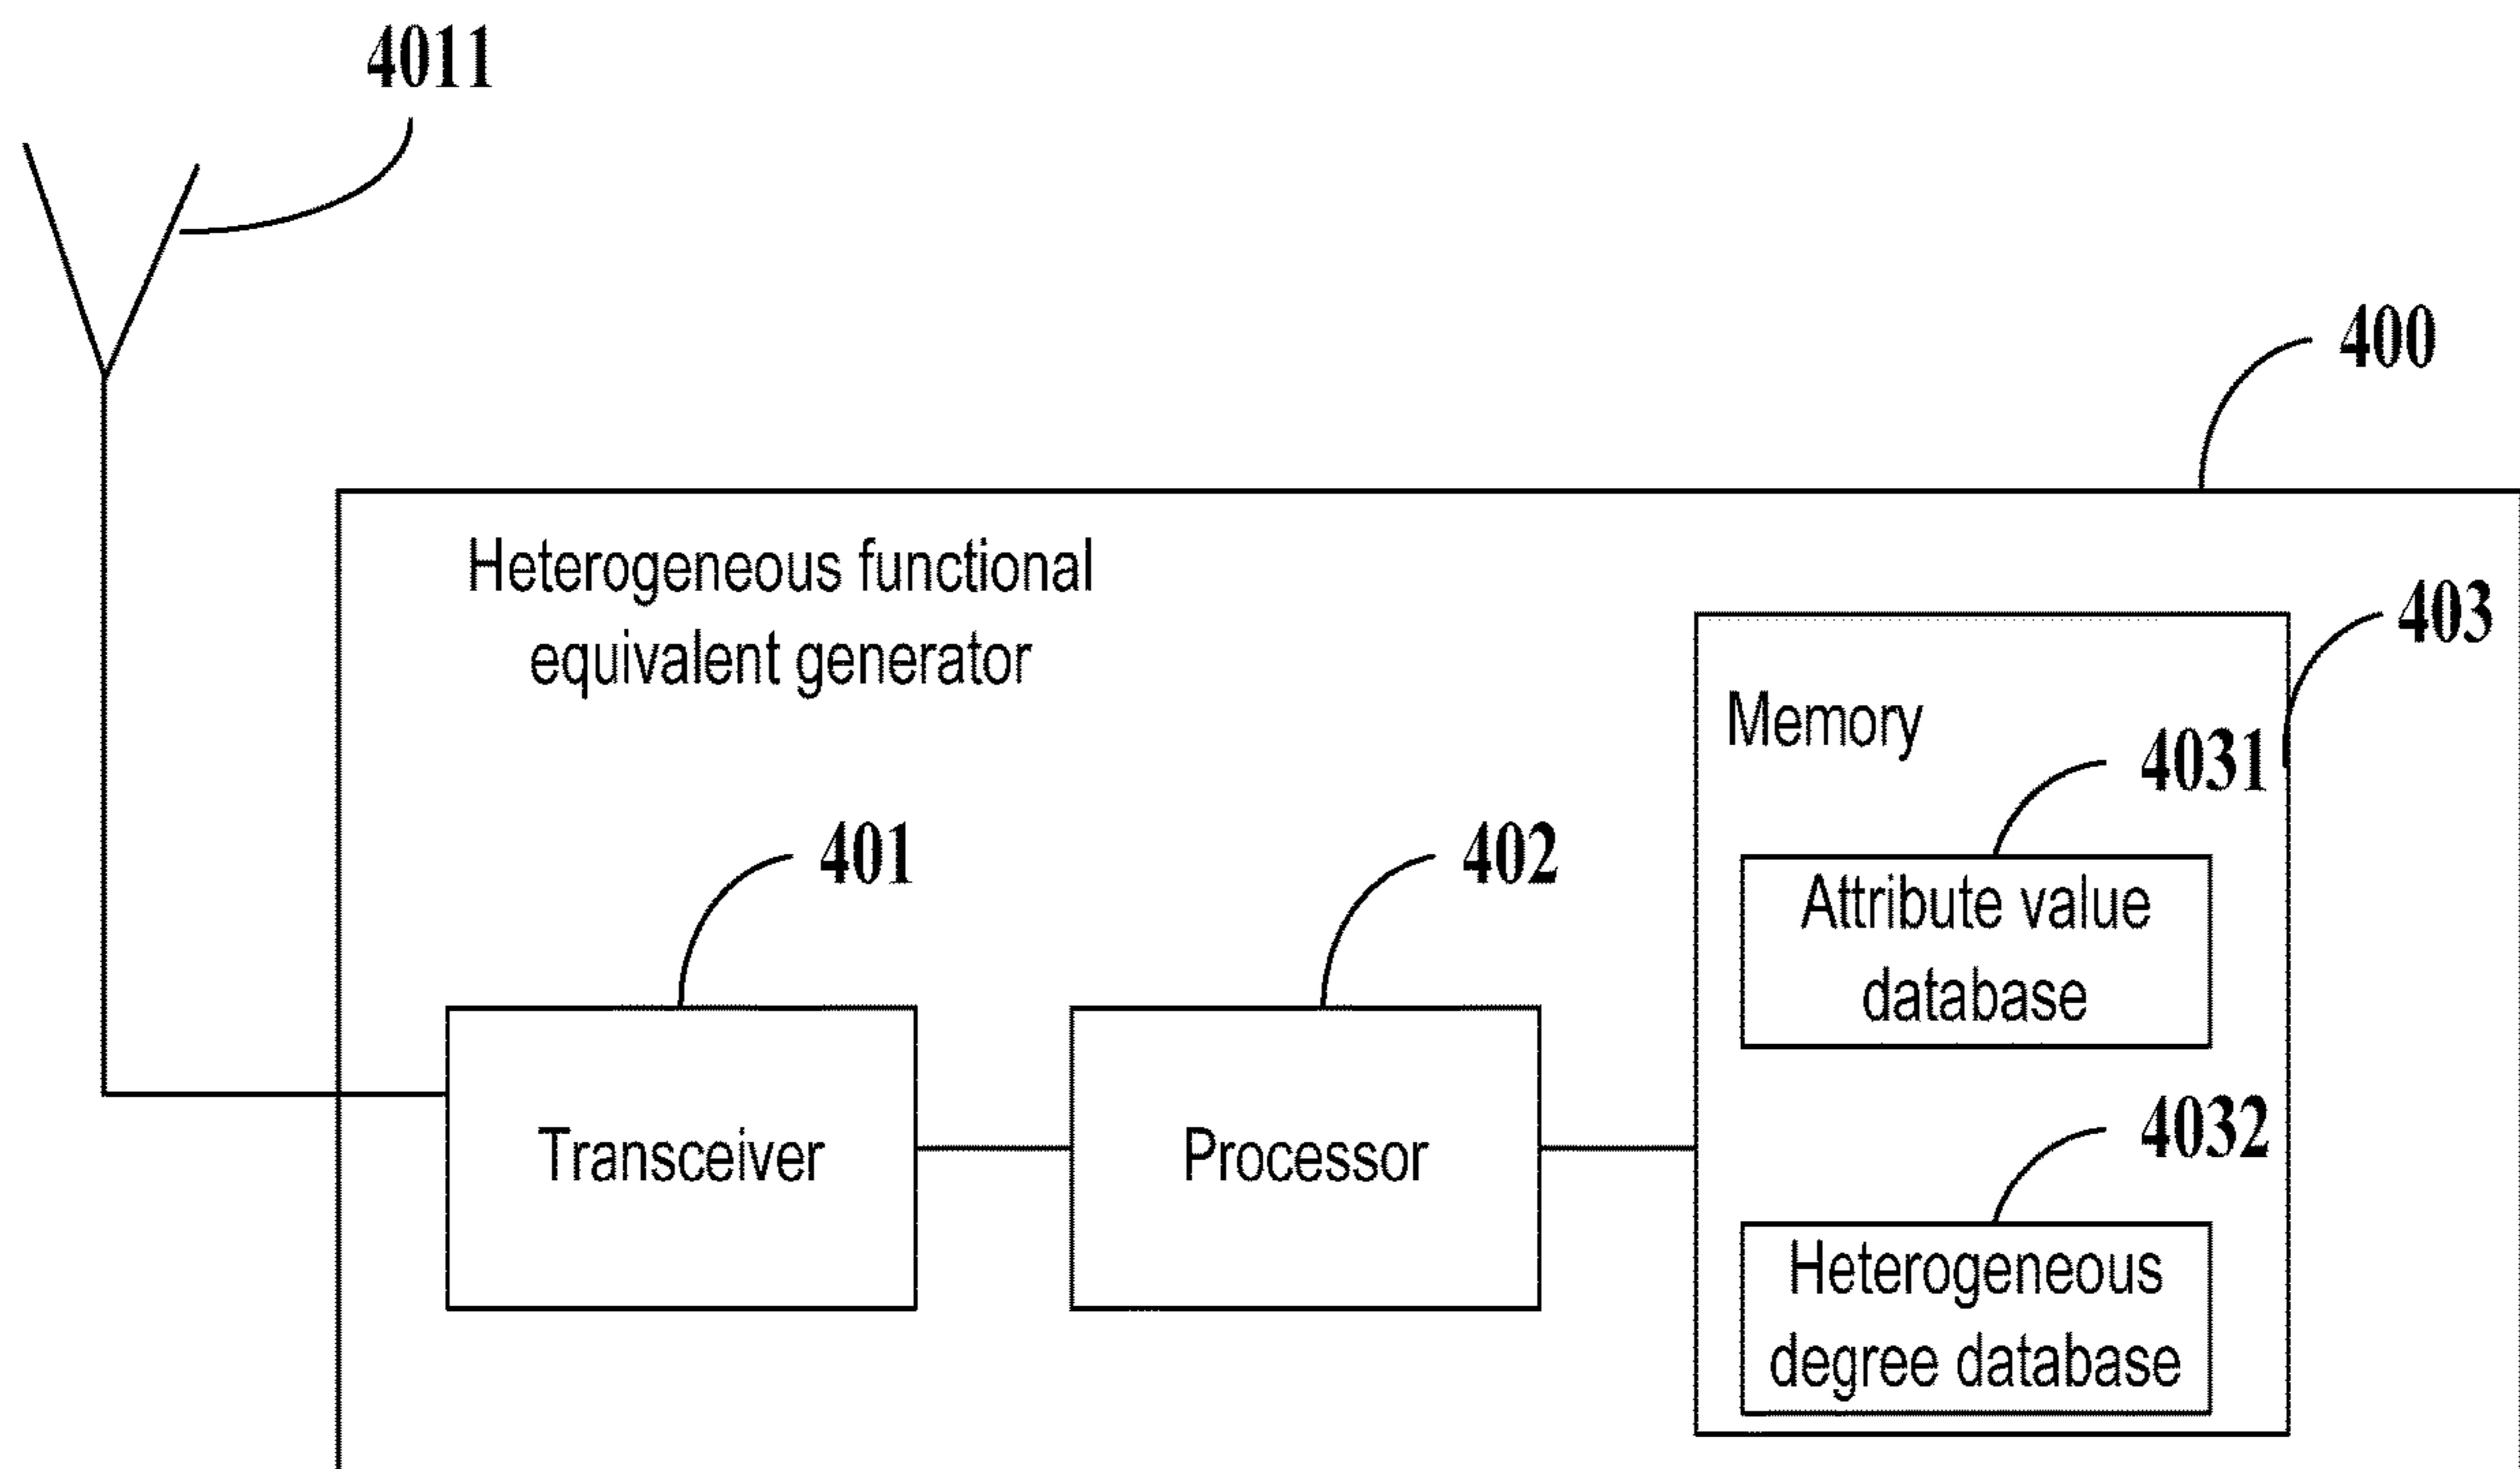 4011
400
Heterogeneous functional
equivalent generator
403
Memory
4031
401
402
Attribute value
database
4032
Transceiver
Processor
Heterogeneous
degree database